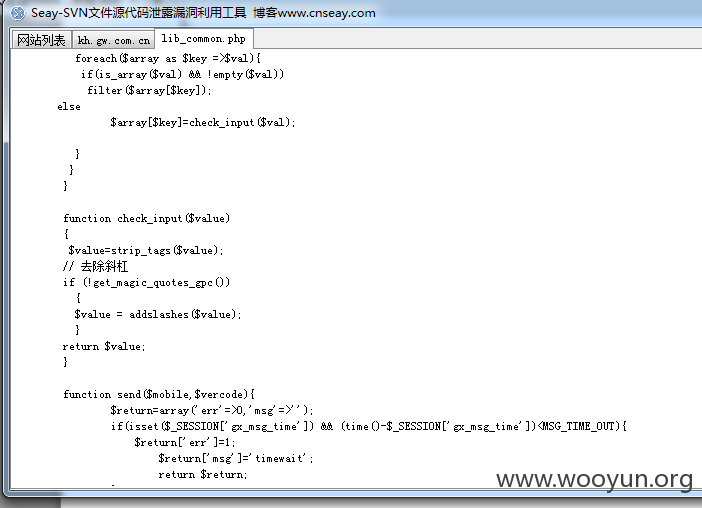 Seay-SVN文件源代码泄露漏洞利用工具 博客www.cnseay.com
网站列表 kh.gw.com.cn lib_common.php
foreach($array as $key =>$val){
if(is_array($val) && !empty($val))
filter($array[$key]);
else
$array[$key]=check_input($val);
}
}
}
function check_input($value)
{
$value=strip_tags($value);
// 去除斜杠
if (!get_magic_quotes_gpc())
{
$value = addslashes($value);
}
return $value;
}
function send($mobile,$vercode){
$return=array('err'=>0,'msg'=>'');
if(isset($_SESSION['gx_msg_time']) && (time()-$_SESSION['gx_msg_time'])<MSG_TIME_OUT){
$return['err']=1;
$return['msg']='timewait';
return $return;
www.wooyun.org